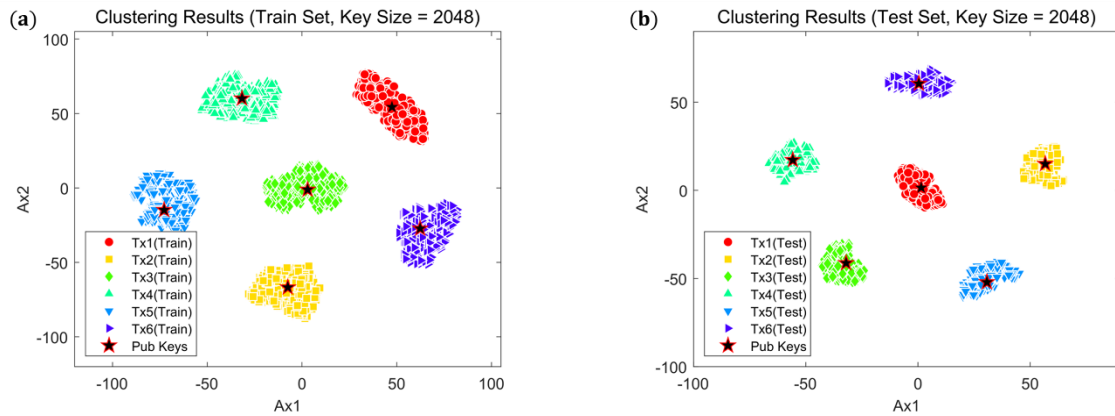 (a)
Clustering Results (Train Set, Key Size = 2048)
100
50
0
-50
-100
Ax2
Tx1(Train)
Tx2(Train)
Tx3(Train)
Tx4(Train)
Tx5(Train)
Tx6(Train)
Pub Keys
-100
-50
0
50
100
Ax1
(b)
Clustering Results (Test Set, Key Size = 2048)
50
0
-50
-100
Ax2
Tx1(Test)
Tx2(Test)
Tx3(Test)
Tx4(Test)
Tx5(Test)
Tx6(Test)
Pub Keys
-100
-50
0
50
Ax1